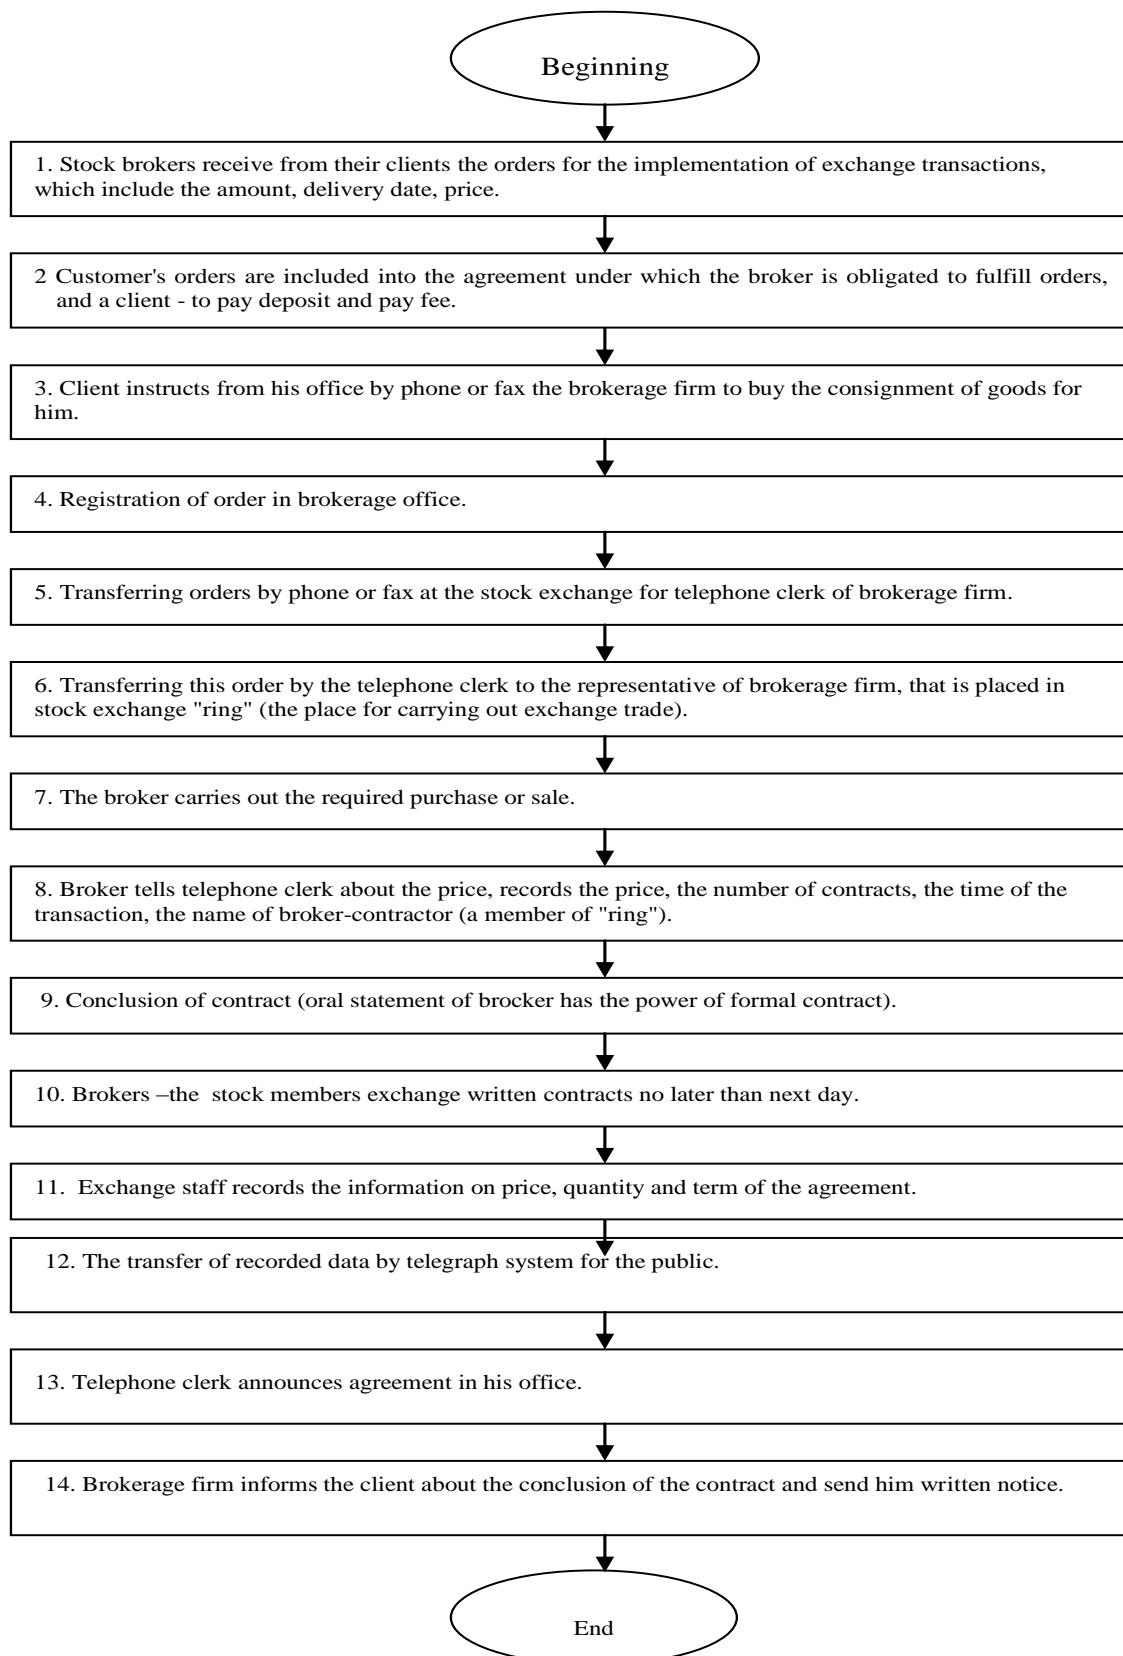 Beginning
1. Stock brokers receive from their clients the orders for the implementation of exchange transactions,
which include the amount, delivery date, price.
2 Customer's orders are included into the agreement under which the broker is obligated to fulfill orders,
and a client - to pay deposit and pay fee.
3. Client instructs from his office by phone or fax the brokerage firm to buy the consignment of goods for
him.
4. Registration of order in brokerage office.
5. Transferring orders by phone or fax at the stock exchange for telephone clerk of brokerage firm.
6. Transferring this order by the telephone clerk to the representative of brokerage firm, that is placed in
stock exchange "ring" (the place for carrying out exchange trade).
7. The broker carries out the required purchase or sale.
8. Broker tells telephone clerk about the price, records the price, the number of contracts, the time of the
transaction, the name of broker-contractor (a member of "ring").
9. Conclusion of contract (oral statement of brocker has the power of formal contract).
10. Brokers –the stock members exchange written contracts no later than next day.
11. Exchange staff records the information on price, quantity and term of the agreement.
12. The transfer of recorded data by telegraph system for the public.
13. Telephone clerk announces agreement in his office.
14. Brokerage firm informs the client about the conclusion of the contract and send him written notice.
End